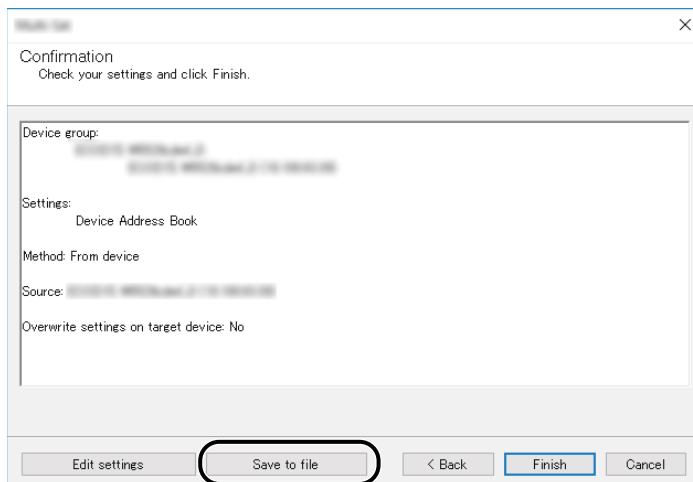 Confirmation
Check your settings and click Finish.
Device group:
Settings:
Device Address Book
Method: From device
Source:
Overwrite settings on target device: No
Edit settings
Save to file
< Back
Finish
Cancel